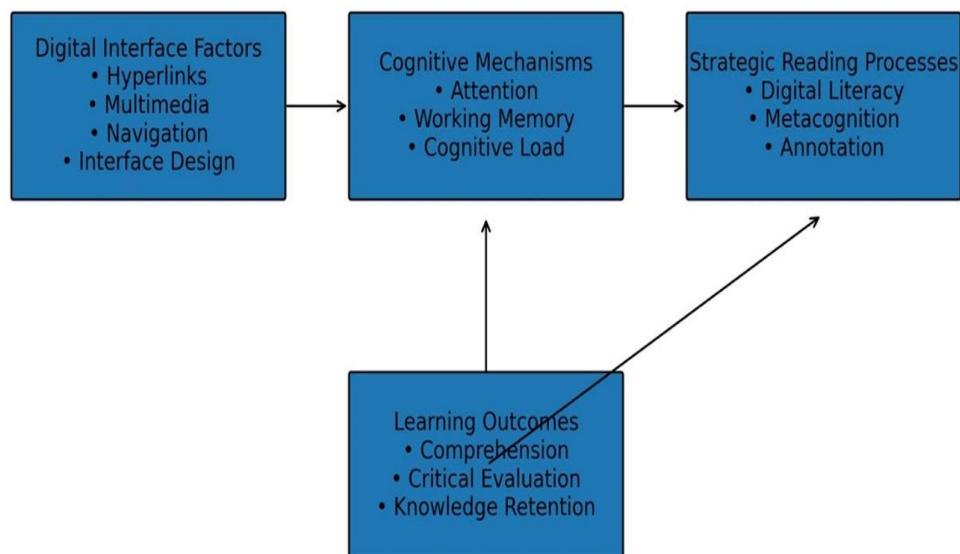 Digital Interface Factors
• Hyperlinks
• Multimedia
• Navigation
• Interface Design
Cognitive Mechanisms
• Attention
• Working Memory
• Cognitive Load
Strategic Reading Processes
• Digital Literacy
• Metacognition
• Annotation
Learning Outcomes
• Comprehension
• Critical Evaluation
• Knowledge Retention